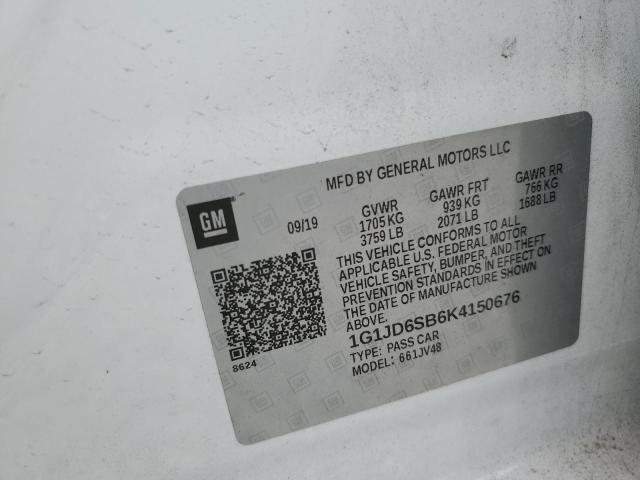 MFD BY GENERAL MOTORS LLC
GM
®
09/19
GVWR GAWR FRT GAWR RR
1705 KG 939 KG 766 KG
3759 LB 2071 LB 1688 LB
THIS VEHICLE CONFORMS TO ALL
APPLICABLE U.S. FEDERAL MOTOR
VEHICLE SAFETY, BUMPER, AND THEFT
PREVENTION STANDARDS IN EFFECT ON
THE DATE OF MANUFACTURE SHOWN
ABOVE.
1G1JD6SB6K4150676
TYPE: PASS CAR
MODEL: 661JV48
8624